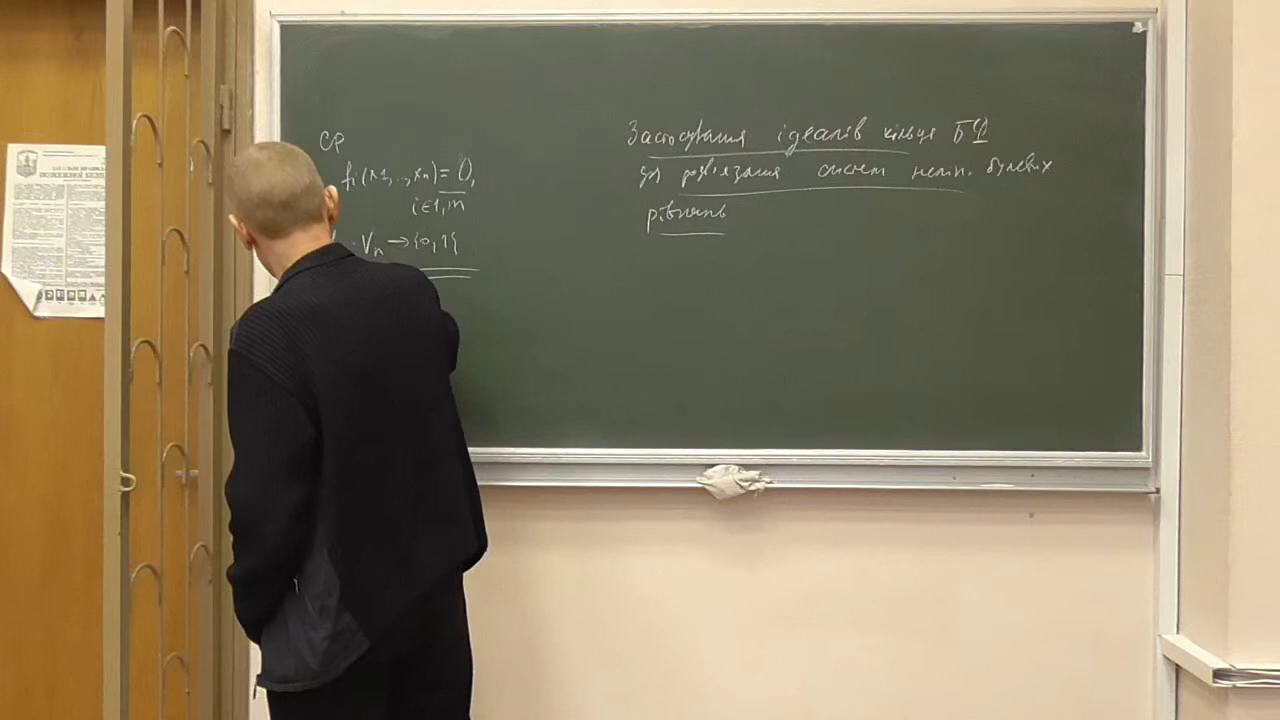 СР
fi(x1,..,xn)=0,
i∈1,m
Vn→{0,1}
Застосування ідеалів кільця БФ
для розв'язання систем нелін. булевих
рівнянь